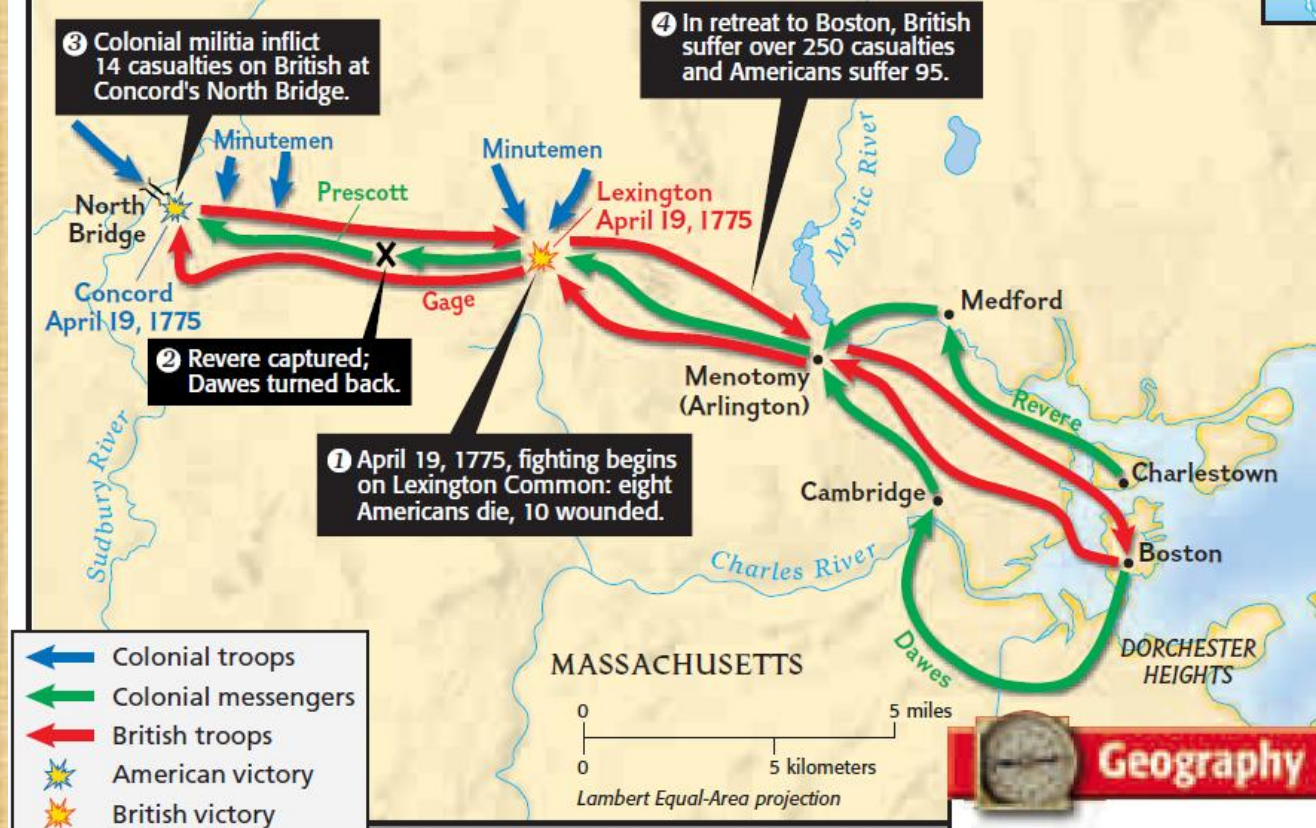 ❸ Colonial militia inflict
14 casualties on British at
Concord's North Bridge.
❹ In retreat to Boston, British
suffer over 250 casualties
and Americans suffer 95.
Minutemen
Minutemen
Prescott
Lexington
April 19, 1775
Mystic River
North
Bridge
Concord
April 19, 1775
Gage
Medford
❷ Revere captured;
Dawes turned back.
Menotomy
(Arlington)
Revere
Charlestown
Sudbury River
❶ April 19, 1775, fighting begins
on Lexington Common: eight
Americans die, 10 wounded.
Cambridge
Charles River
Boston
Dawes
DORCHESTER
HEIGHTS
MASSACHUSETTS
0 5 miles
0 5 kilometers
Lambert Equal-Area projection
Colonial troops
Colonial messengers
British troops
American victory
British victory
Geography